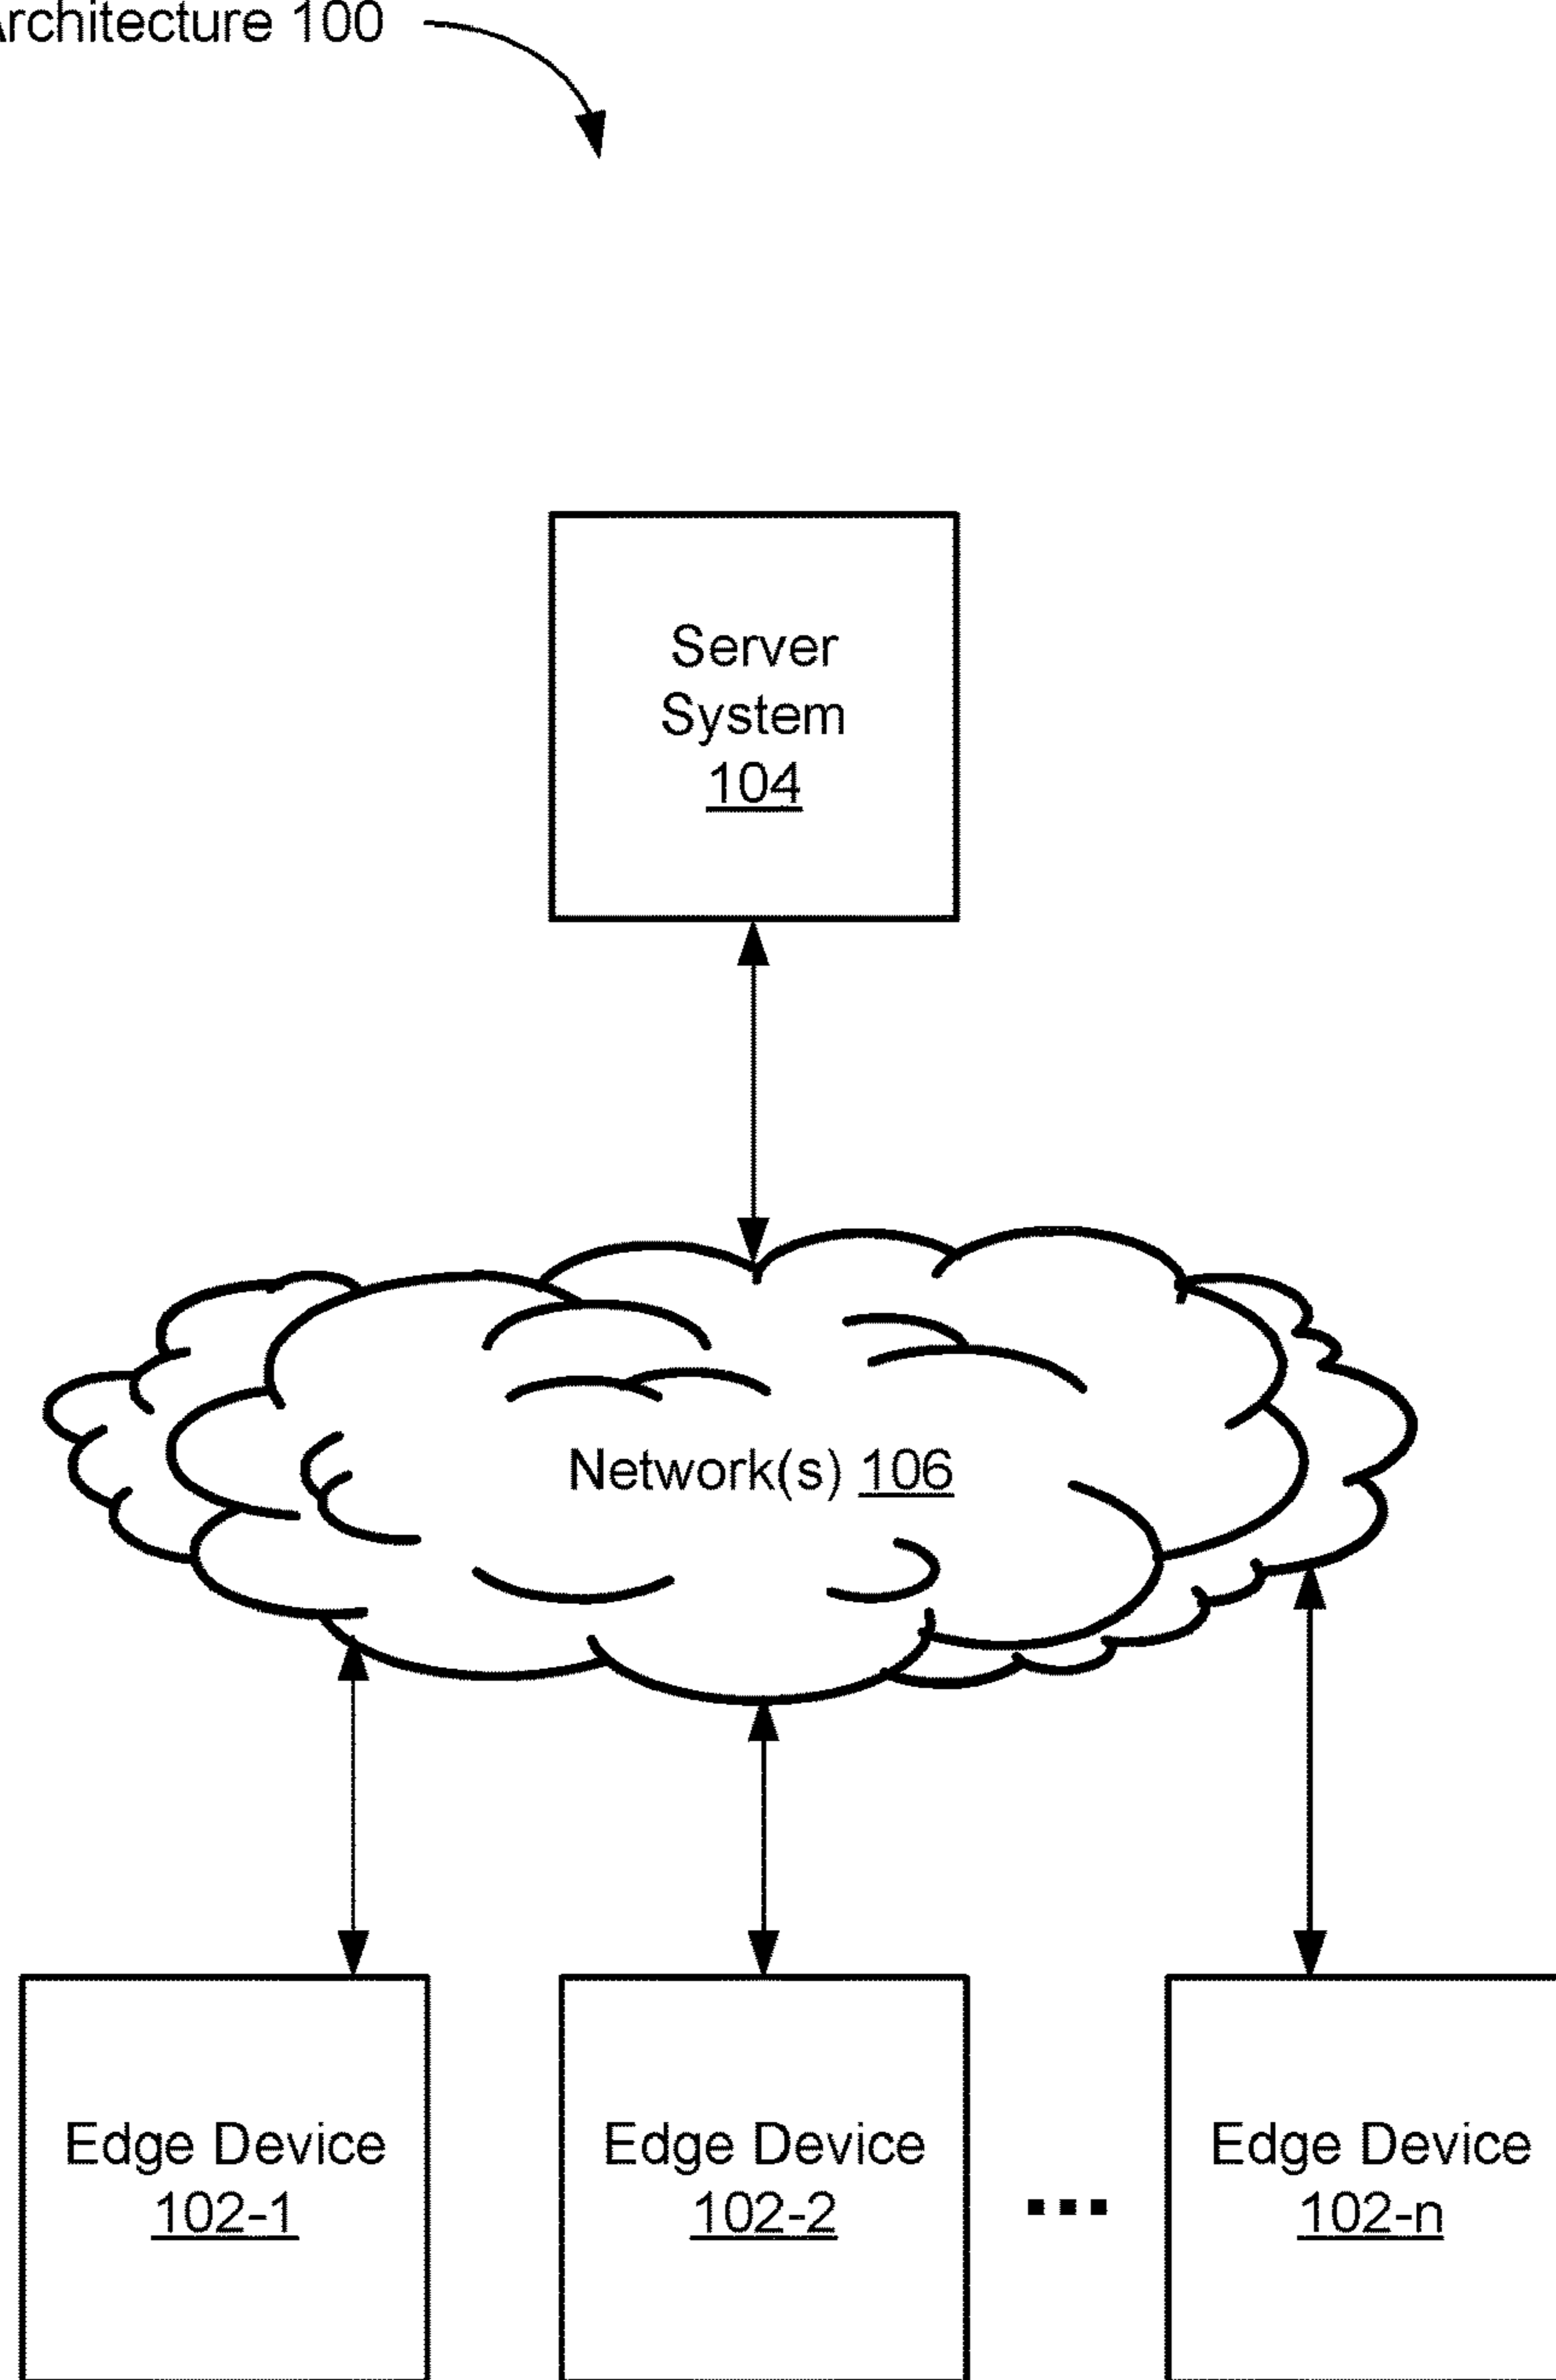 Architecture 100
Server
System
104
Network(s) 106
Edge Device
102-1
Edge Device
102-2
...
Edge Device
102-n